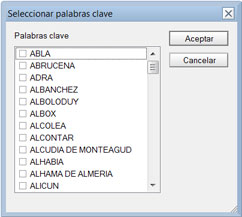 Seleccionar palabras clave
Palabras clave
Aceptar
Cancelar
ABLA
ABRUCENA
ADRA
ALBANCHEZ
ALBOLODUY
ALBOX
ALCOLEA
ALCONTAR
ALCUDIA DE MONTEAGUD
ALHABIA
ALHAMA DE ALMERIA
ALICUN